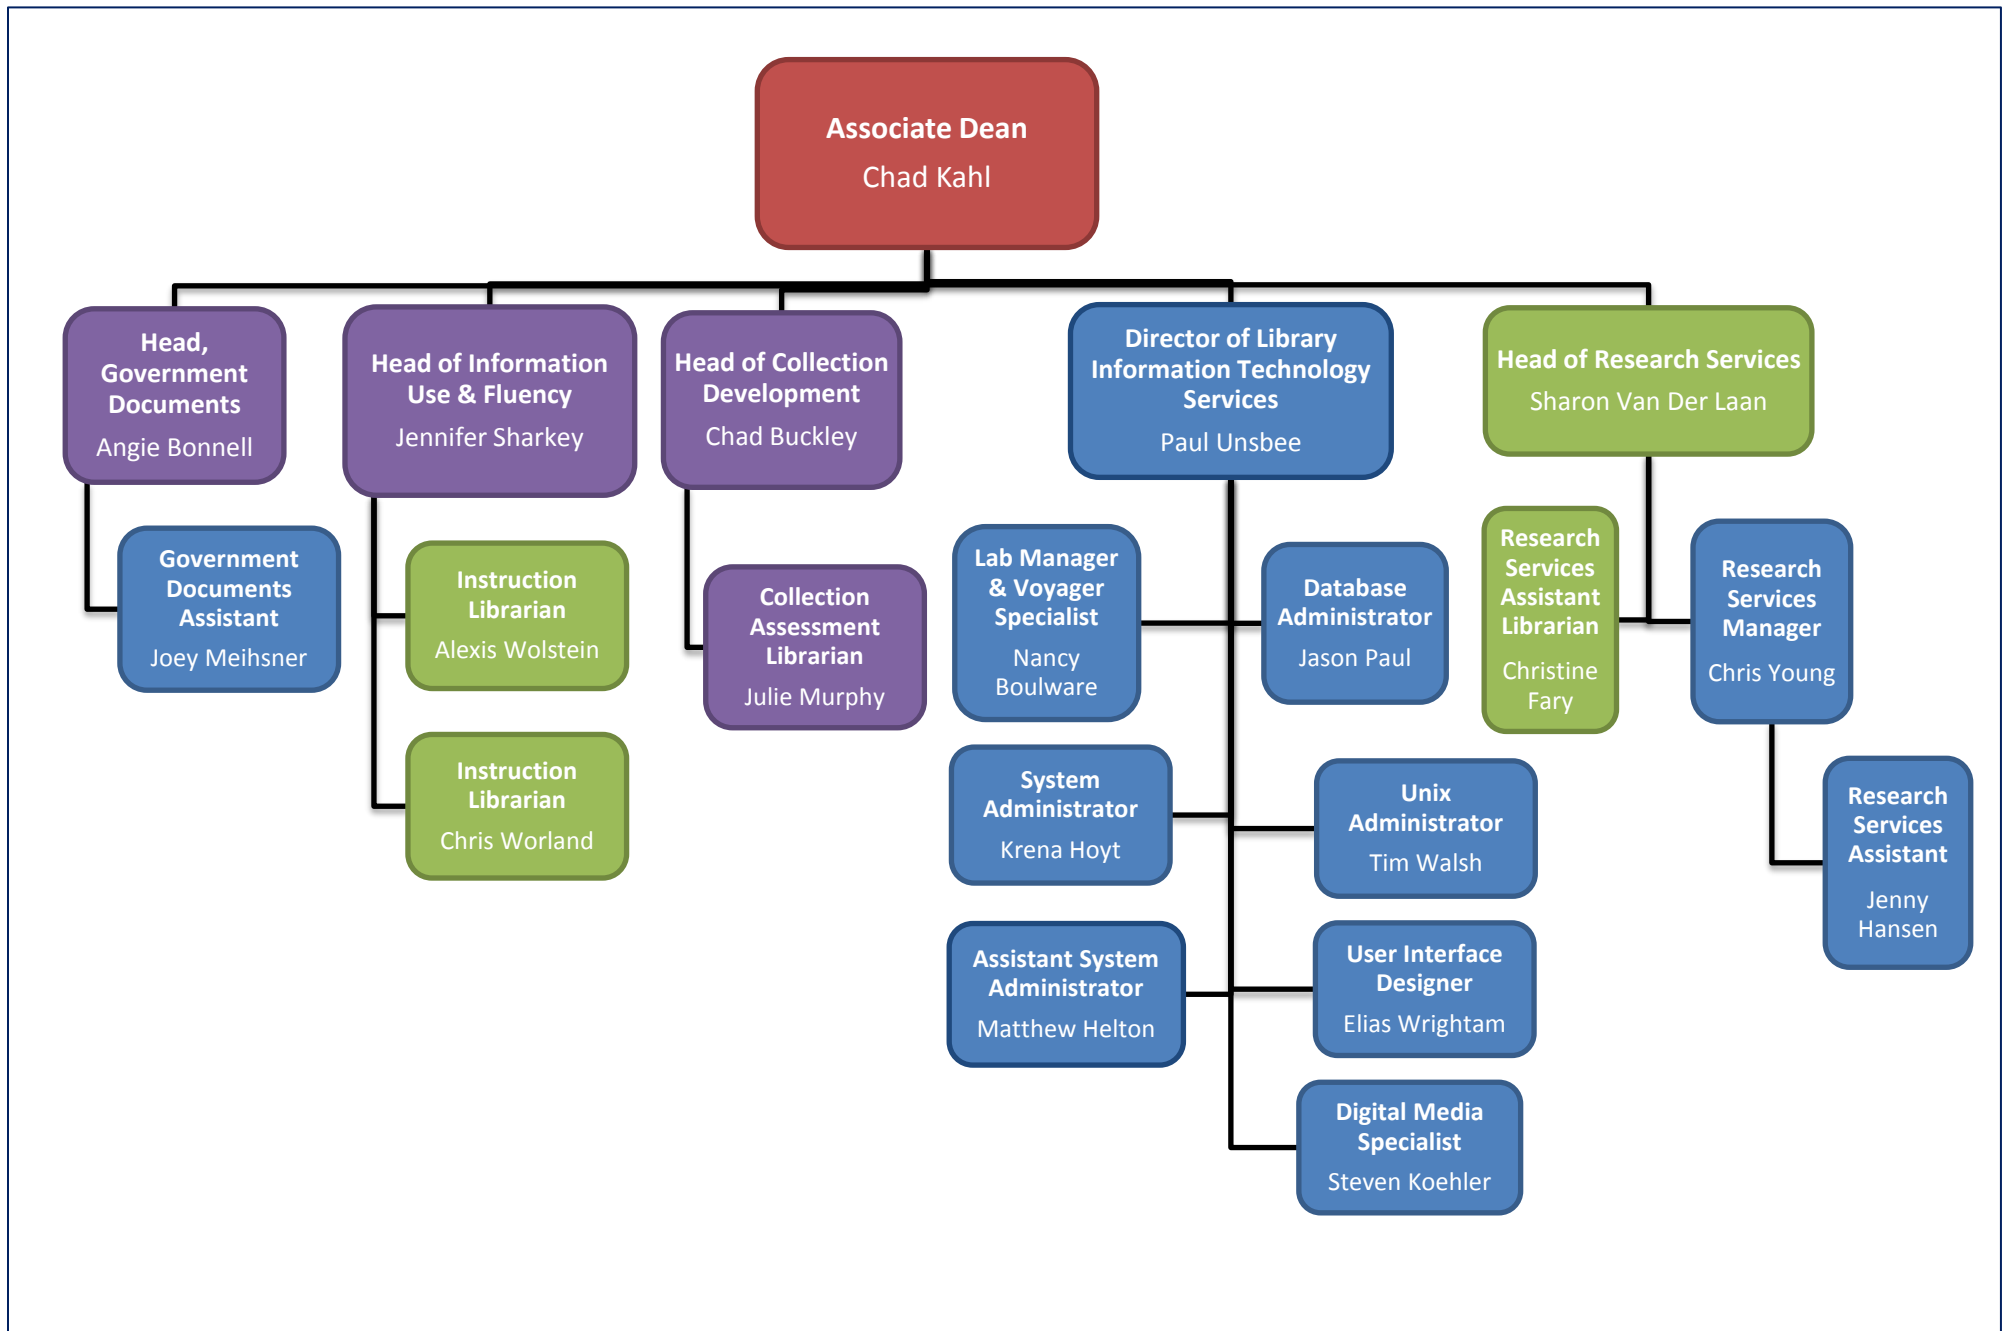 Associate Dean
Chad Kahl
Head,
Government
Documents
Angie Bonnell
Head of Information
Use & Fluency
Jennifer Sharkey
Head of Collection
Development
Chad Buckley
Director of Library
Information Technology
Services
Paul Unsbee
Head of Research Services
Sharon Van Der Laan
Government
Documents
Assistant
Joey Meihsner
Instruction
Librarian
Alexis Wolstein
Instruction
Librarian
Chris Worland
Collection
Assessment
Librarian
Julie Murphy
Lab Manager
& Voyager
Specialist
Nancy
Boulware
Database
Administrator
Jason Paul
System
Administrator
Krena Hoyt
Unix
Administrator
Tim Walsh
Assistant System
Administrator
Matthew Helton
User Interface
Designer
Elias Wrightam
Digital Media
Specialist
Steven Koehler
Research
Services
Assistant
Librarian
Christine
Fary
Research
Services
Manager
Chris Young
Research
Services
Assistant
Jenny
Hansen